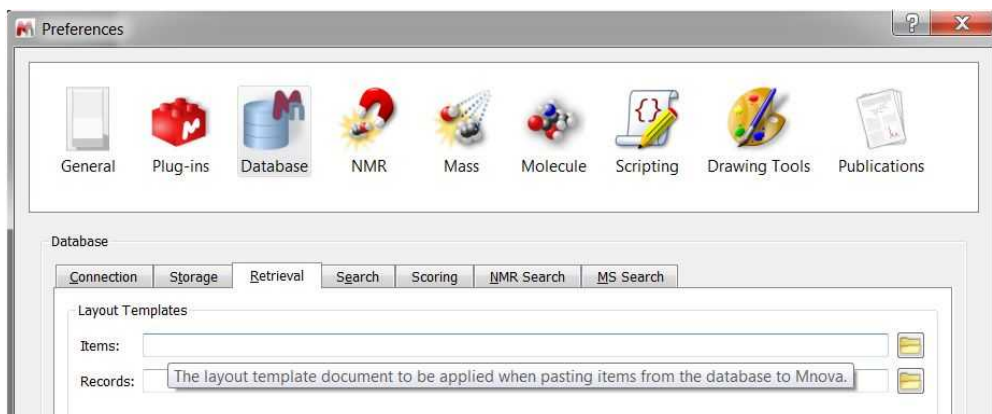 Preferences
General Plug-ins Database NMR Mass Molecule Scripting Drawing Tools Publications
Database
Connection Storage Retrieval Search Scoring NMR Search MS Search
Layout Templates
Items:
The layout template document to be applied when pasting items from the database to Mnova.
Records: